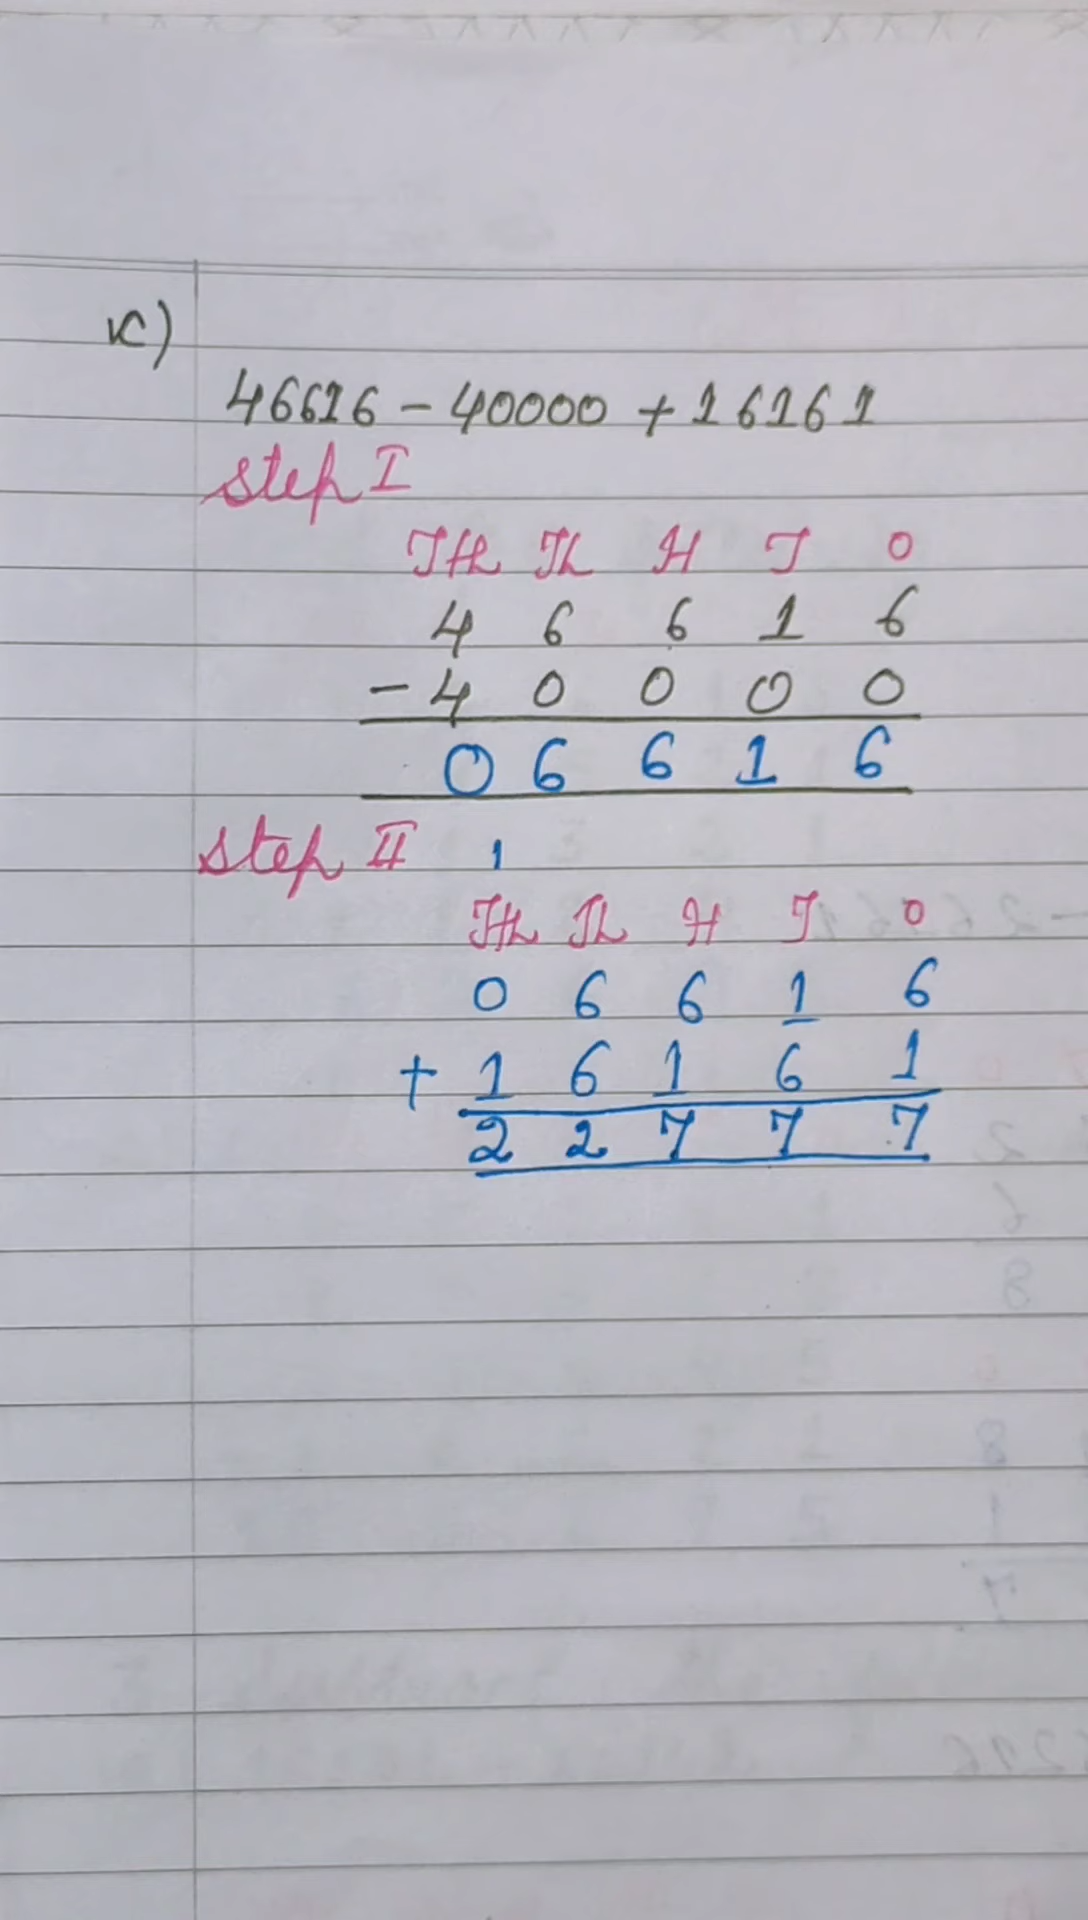 k)
46616 - 40000 + 16161
Step I
TTh Th H T O
4 6 6 1 6
- 4 0 0 0 0
0 6 6 1 6
Step II 1
TTh Th H T O
0 6 6 1 6
+ 1 6 1 6 1
2 2 7 7 7